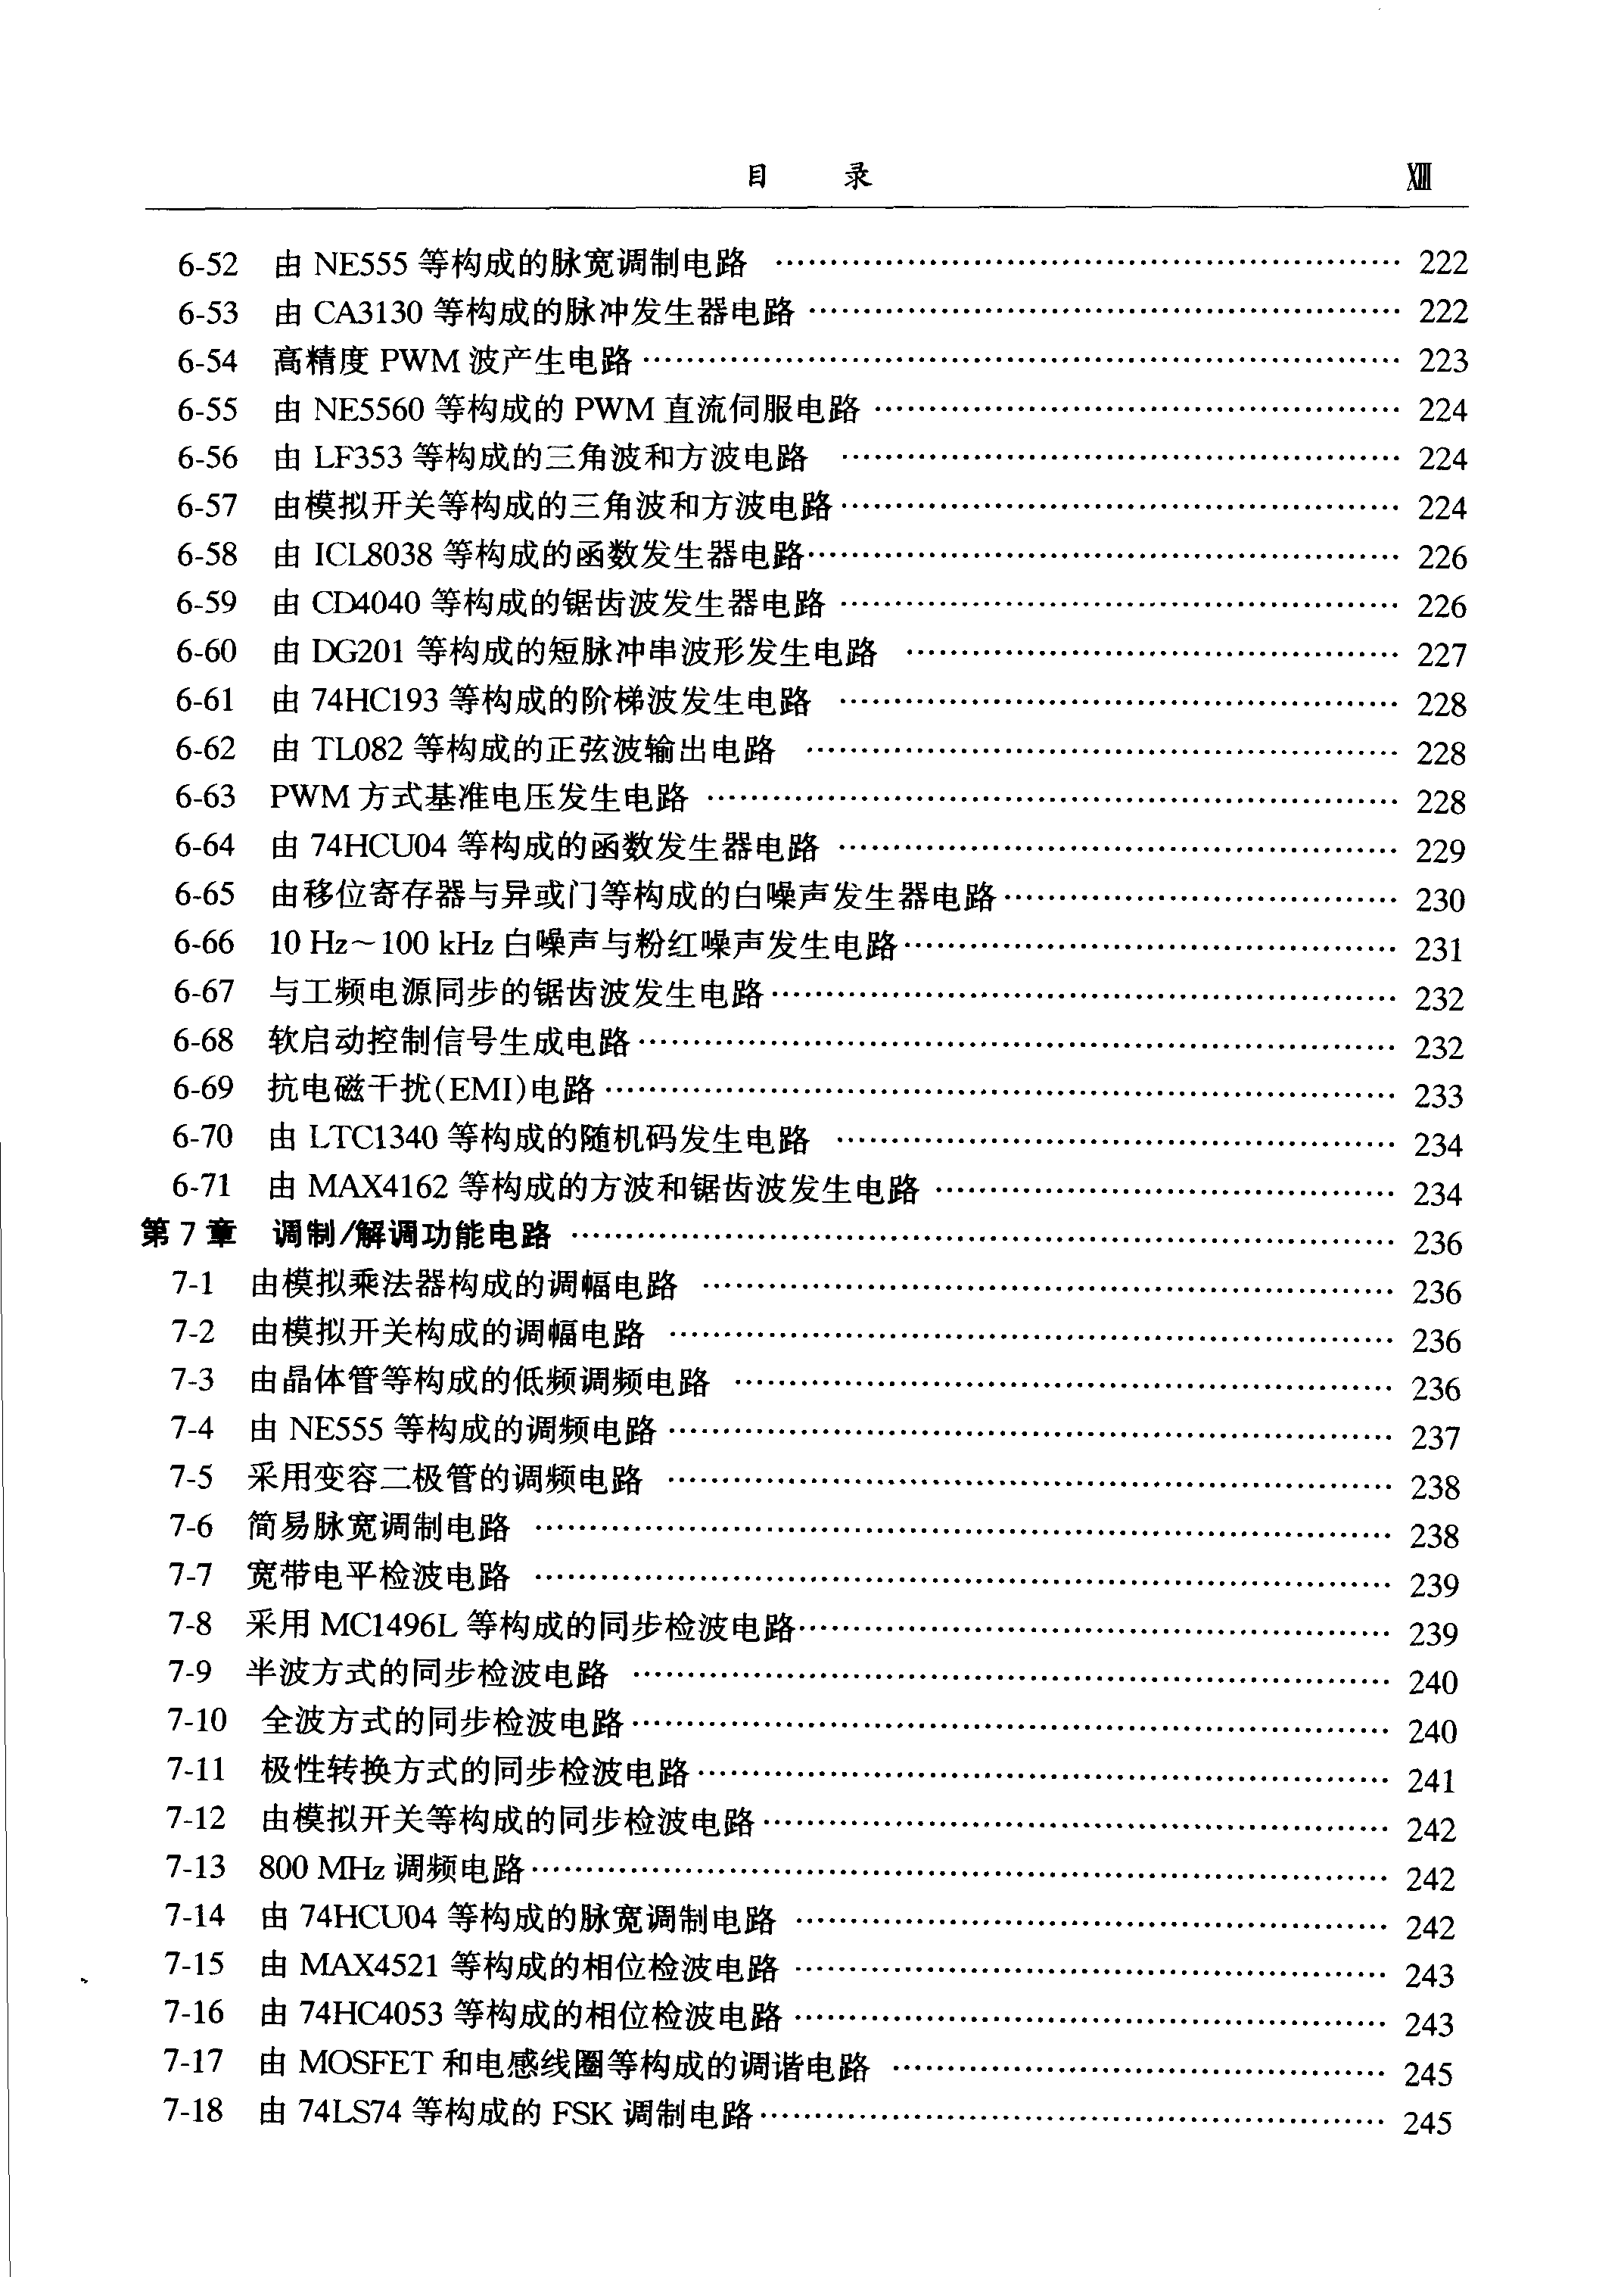 目 录 XIII
6-52 由 NE555 等构成的脉宽调制电路 …… 222
6-53 由 CA3130 等构成的脉冲发生器电路 …… 222
6-54 高精度 PWM 波产生电路 …… 223
6-55 由 NE5560 等构成的 PWM 直流伺服电路 …… 224
6-56 由 LF353 等构成的三角波和方波电路 …… 224
6-57 由模拟开关等构成的三角波和方波电路 …… 224
6-58 由 ICL8038 等构成的函数发生器电路 …… 226
6-59 由 CD4040 等构成的锯齿波发生器电路 …… 226
6-60 由 DG201 等构成的短脉冲串波形发生电路 …… 227
6-61 由 74HC193 等构成的阶梯波发生电路 …… 228
6-62 由 TL082 等构成的正弦波输出电路 …… 228
6-63 PWM 方式基准电压发生电路 …… 228
6-64 由 74HCU04 等构成的函数发生器电路 …… 229
6-65 由移位寄存器与异或门等构成的白噪声发生器电路 …… 230
6-66 10 Hz～100 kHz 白噪声与粉红噪声发生电路 …… 231
6-67 与工频电源同步的锯齿波发生电路 …… 232
6-68 软启动控制信号生成电路 …… 232
6-69 抗电磁干扰(EMI)电路 …… 233
6-70 由 LTC1340 等构成的随机码发生电路 …… 234
6-71 由 MAX4162 等构成的方波和锯齿波发生电路 …… 234
第 7 章 调制/解调功能电路 …… 236
7-1 由模拟乘法器构成的调幅电路 …… 236
7-2 由模拟开关构成的调幅电路 …… 236
7-3 由晶体管等构成的低频调频电路 …… 236
7-4 由 NE555 等构成的调频电路 …… 237
7-5 采用变容二极管的调频电路 …… 238
7-6 简易脉宽调制电路 …… 238
7-7 宽带电平检波电路 …… 239
7-8 采用 MC1496L 等构成的同步检波电路 …… 239
7-9 半波方式的同步检波电路 …… 240
7-10 全波方式的同步检波电路 …… 240
7-11 极性转换方式的同步检波电路 …… 241
7-12 由模拟开关等构成的同步检波电路 …… 242
7-13 800 MHz 调频电路 …… 242
7-14 由 74HCU04 等构成的脉宽调制电路 …… 242
7-15 由 MAX4521 等构成的相位检波电路 …… 243
7-16 由 74HC4053 等构成的相位检波电路 …… 243
7-17 由 MOSFET 和电感线圈等构成的调谐电路 …… 245
7-18 由 74LS74 等构成的 FSK 调制电路 …… 245